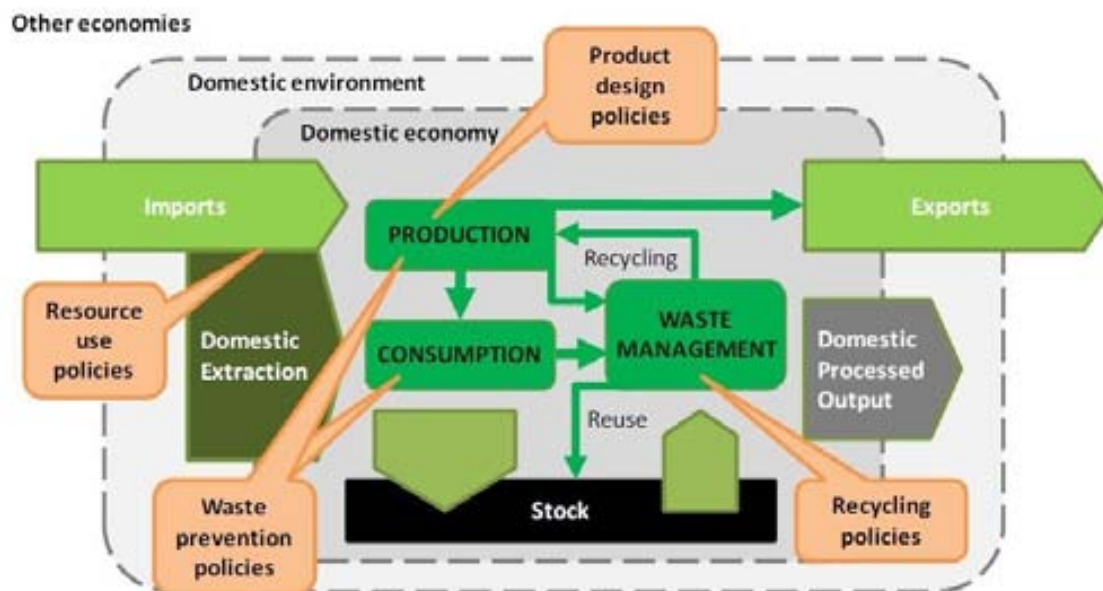 Other economies
Domestic environment
Product
design
policies
Domestic economy
Imports
Exports
PRODUCTION
Recycling
Resource
use
policies
Domestic
Extraction
CONSUMPTION
WASTE
MANAGEMENT
Domestic
Processed
Output
Reuse
Waste
prevention
policies
Stock
Recycling
policies